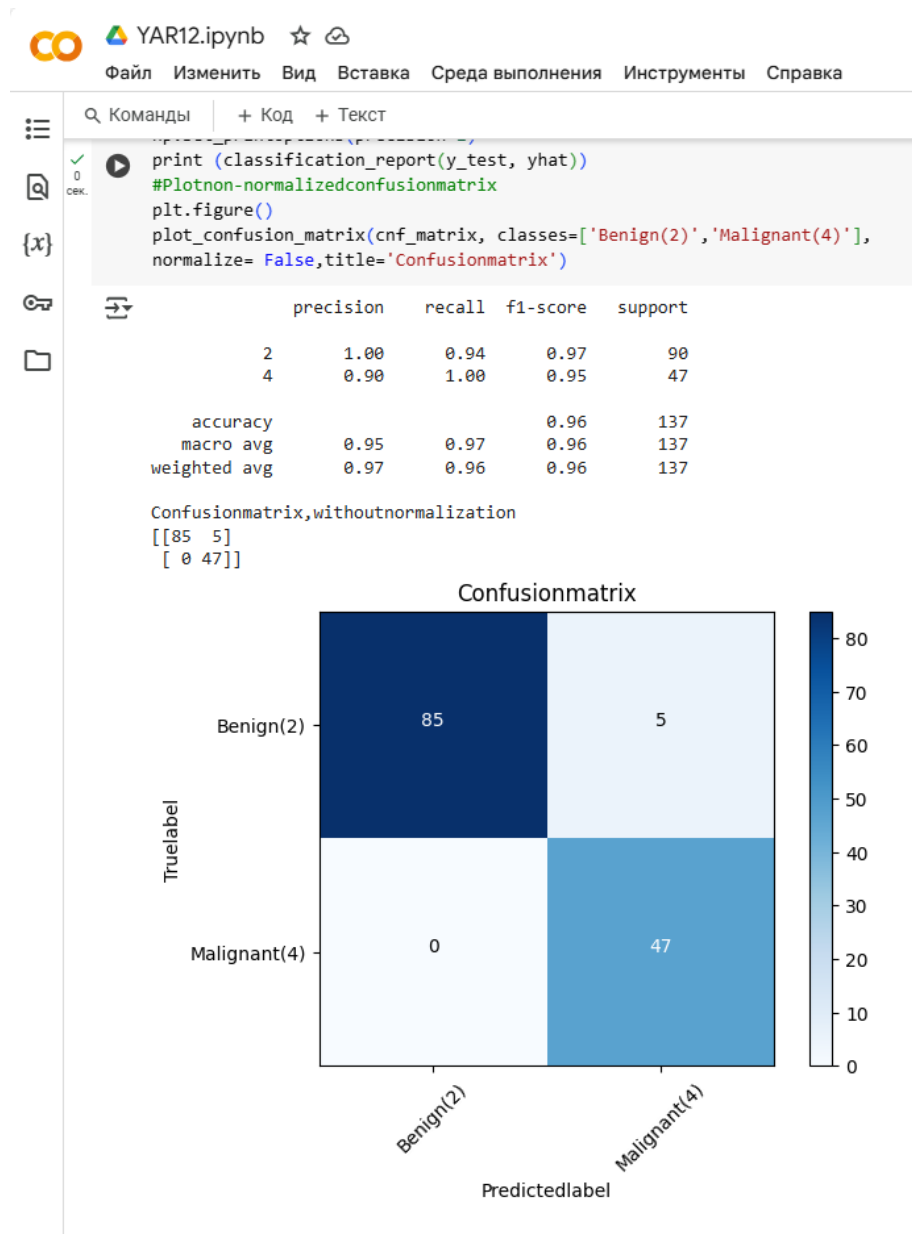 YAR12.ipynb
Файл Изменить Вид Вставка Среда выполнения Инструменты Справка
Команды + Код + Текст
print (classification_report(y_test, yhat))
#Plotnon-normalizedconfusionmatrix
plt.figure()
plot_confusion_matrix(cnf_matrix, classes=['Benign(2)','Malignant(4)'],
normalize= False,title='Confusionmatrix')
0
сек.
{x}
precision recall f1-score support
2 1.00 0.94 0.97 90
4 0.90 1.00 0.95 47
accuracy 0.96 137
macro avg 0.95 0.97 0.96 137
weighted avg 0.97 0.96 0.96 137
Confusionmatrix,withoutnormalization
[[85 5]
[ 0 47]]
Confusionmatrix
Benign(2)
Malignant(4)
Truelabel
85 5
0 47
80
70
60
50
40
30
20
10
0
Benign(2)
Malignant(4)
Predictedlabel